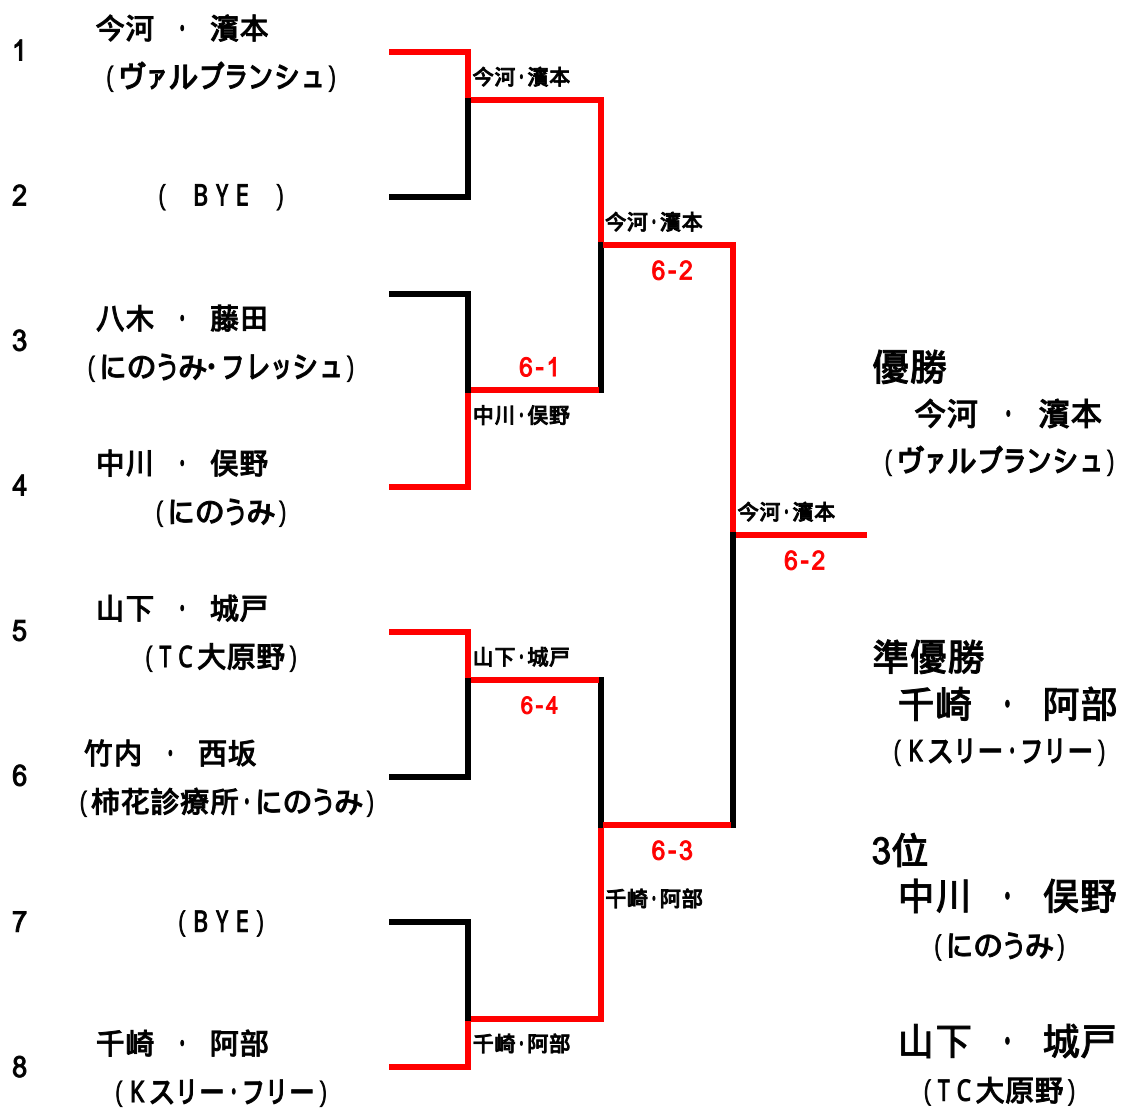 1
今河 ・ 濱本
(ヴァルブランシュ)
今河・濱本
2
( BYE )
今河・濱本
6-2
3
八木 ・ 藤田
(にのうみ・フレッシュ)
6-1
中川・俣野
4
中川 ・ 俣野
(にのうみ)
今河・濱本
6-2
5
山下 ・ 城戸
(TC大原野)
山下・城戸
6-4
6
竹内 ・ 西坂
(柿花診療所・にのうみ)
6-3
千崎・阿部
7
(BYE)
8
千崎 ・ 阿部
(Kスリー・フリー)
千崎・阿部
優勝
今河 ・ 濱本
(ヴァルブランシュ)
準優勝
千崎 ・ 阿部
(Kスリー・フリー)
3位
中川 ・ 俣野
(にのうみ)
山下 ・ 城戸
(TC大原野)